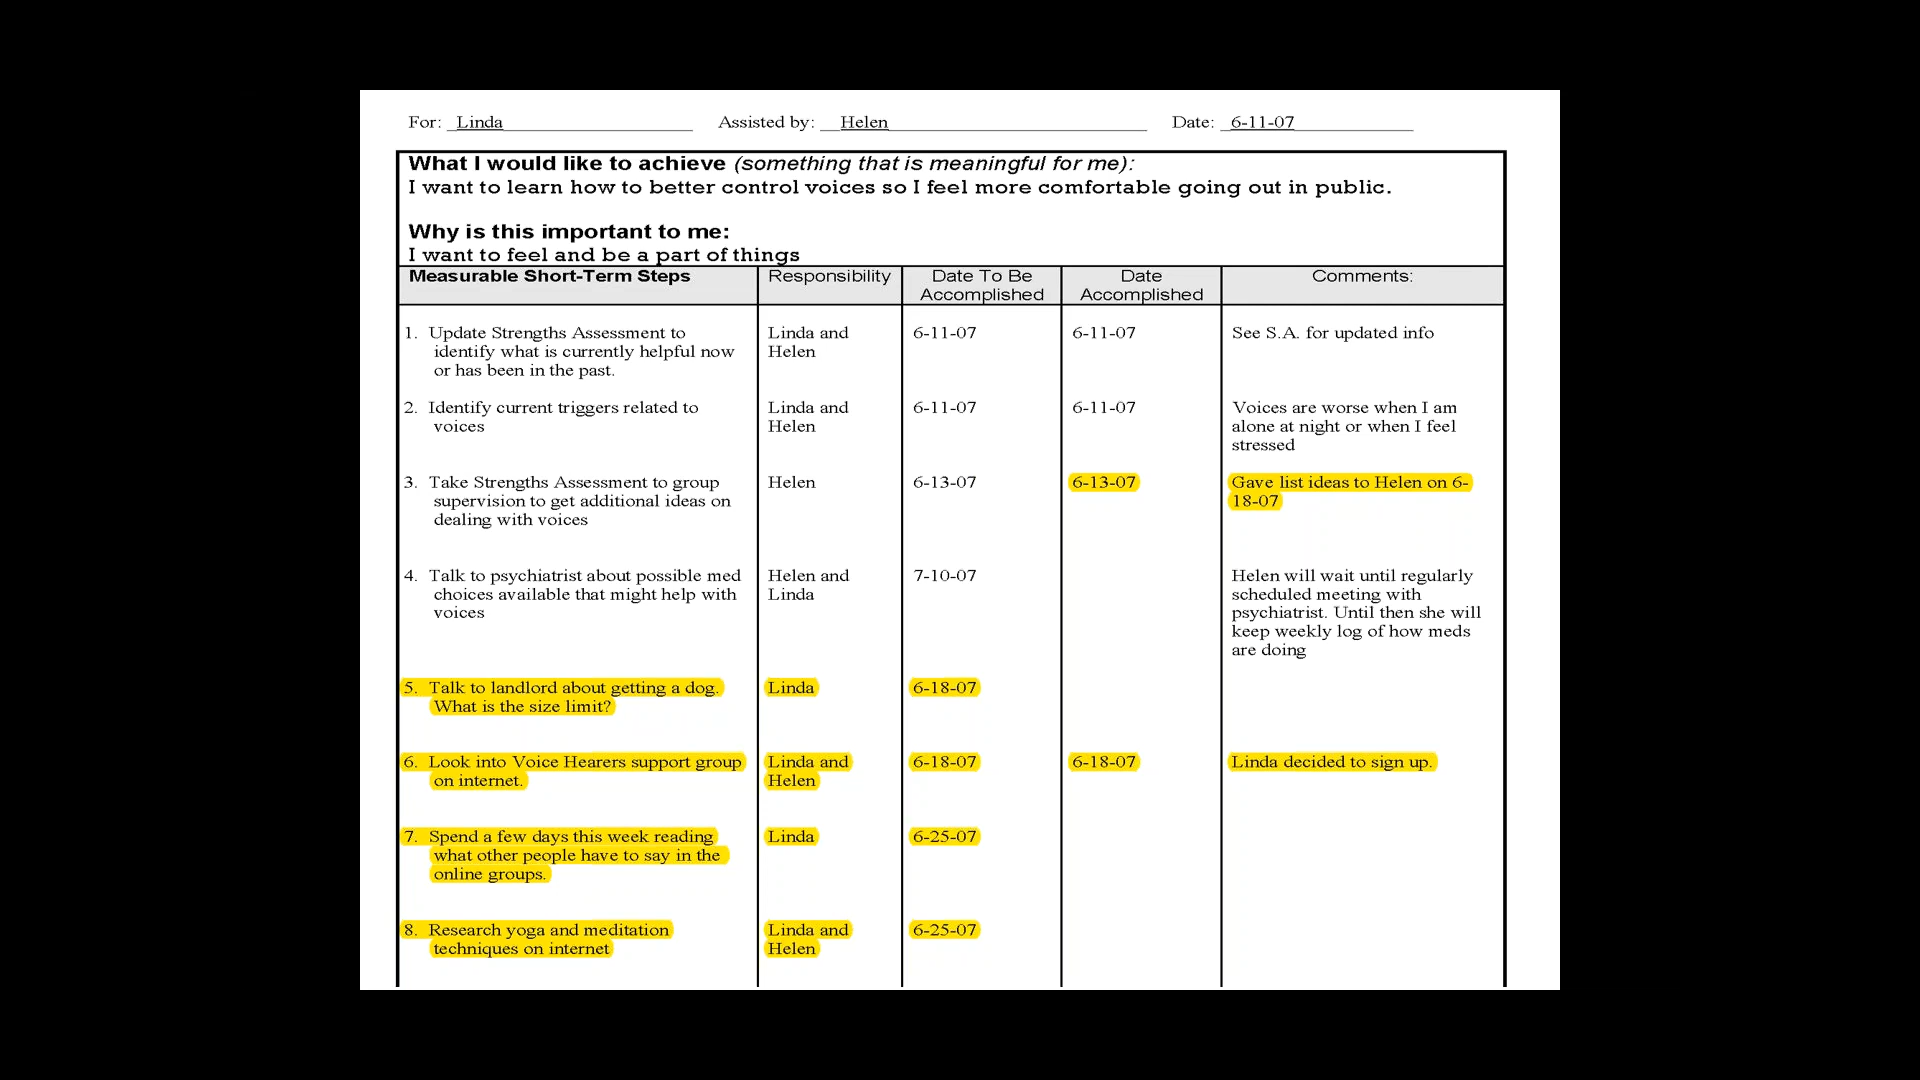 For: Linda Assisted by: Helen Date: 6-11-07
What I would like to achieve (something that is meaningful for me):
I want to learn how to better control voices so I feel more comfortable going out in public.
Why is this important to me:
I want to feel and be a part of things
Measurable Short-Term Steps
Responsibility
Date To Be
Accomplished
Date
Accomplished
Comments:
1. Update Strengths Assessment to
identify what is currently helpful now
or has been in the past.
Linda and
Helen
6-11-07
6-11-07
See S.A. for updated info
2. Identify current triggers related to
voices
Linda and
Helen
6-11-07
6-11-07
Voices are worse when I am
alone at night or when I feel
stressed
3. Take Strengths Assessment to group
supervision to get additional ideas on
dealing with voices
Helen
6-13-07
6-13-07
Gave list ideas to Helen on 6-
18-07
4. Talk to psychiatrist about possible med
choices available that might help with
voices
Helen and
Linda
7-10-07
Helen will wait until regularly
scheduled meeting with
psychiatrist. Until then she will
keep weekly log of how meds
are doing
5. Talk to landlord about getting a dog.
What is the size limit?
Linda
6-18-07
6. Look into Voice Hearers support group
on internet.
Linda and
Helen
6-18-07
6-18-07
Linda decided to sign up.
7. Spend a few days this week reading
what other people have to say in the
online groups.
Linda
6-25-07
8. Research yoga and meditation
techniques on internet
Linda and
Helen
6-25-07